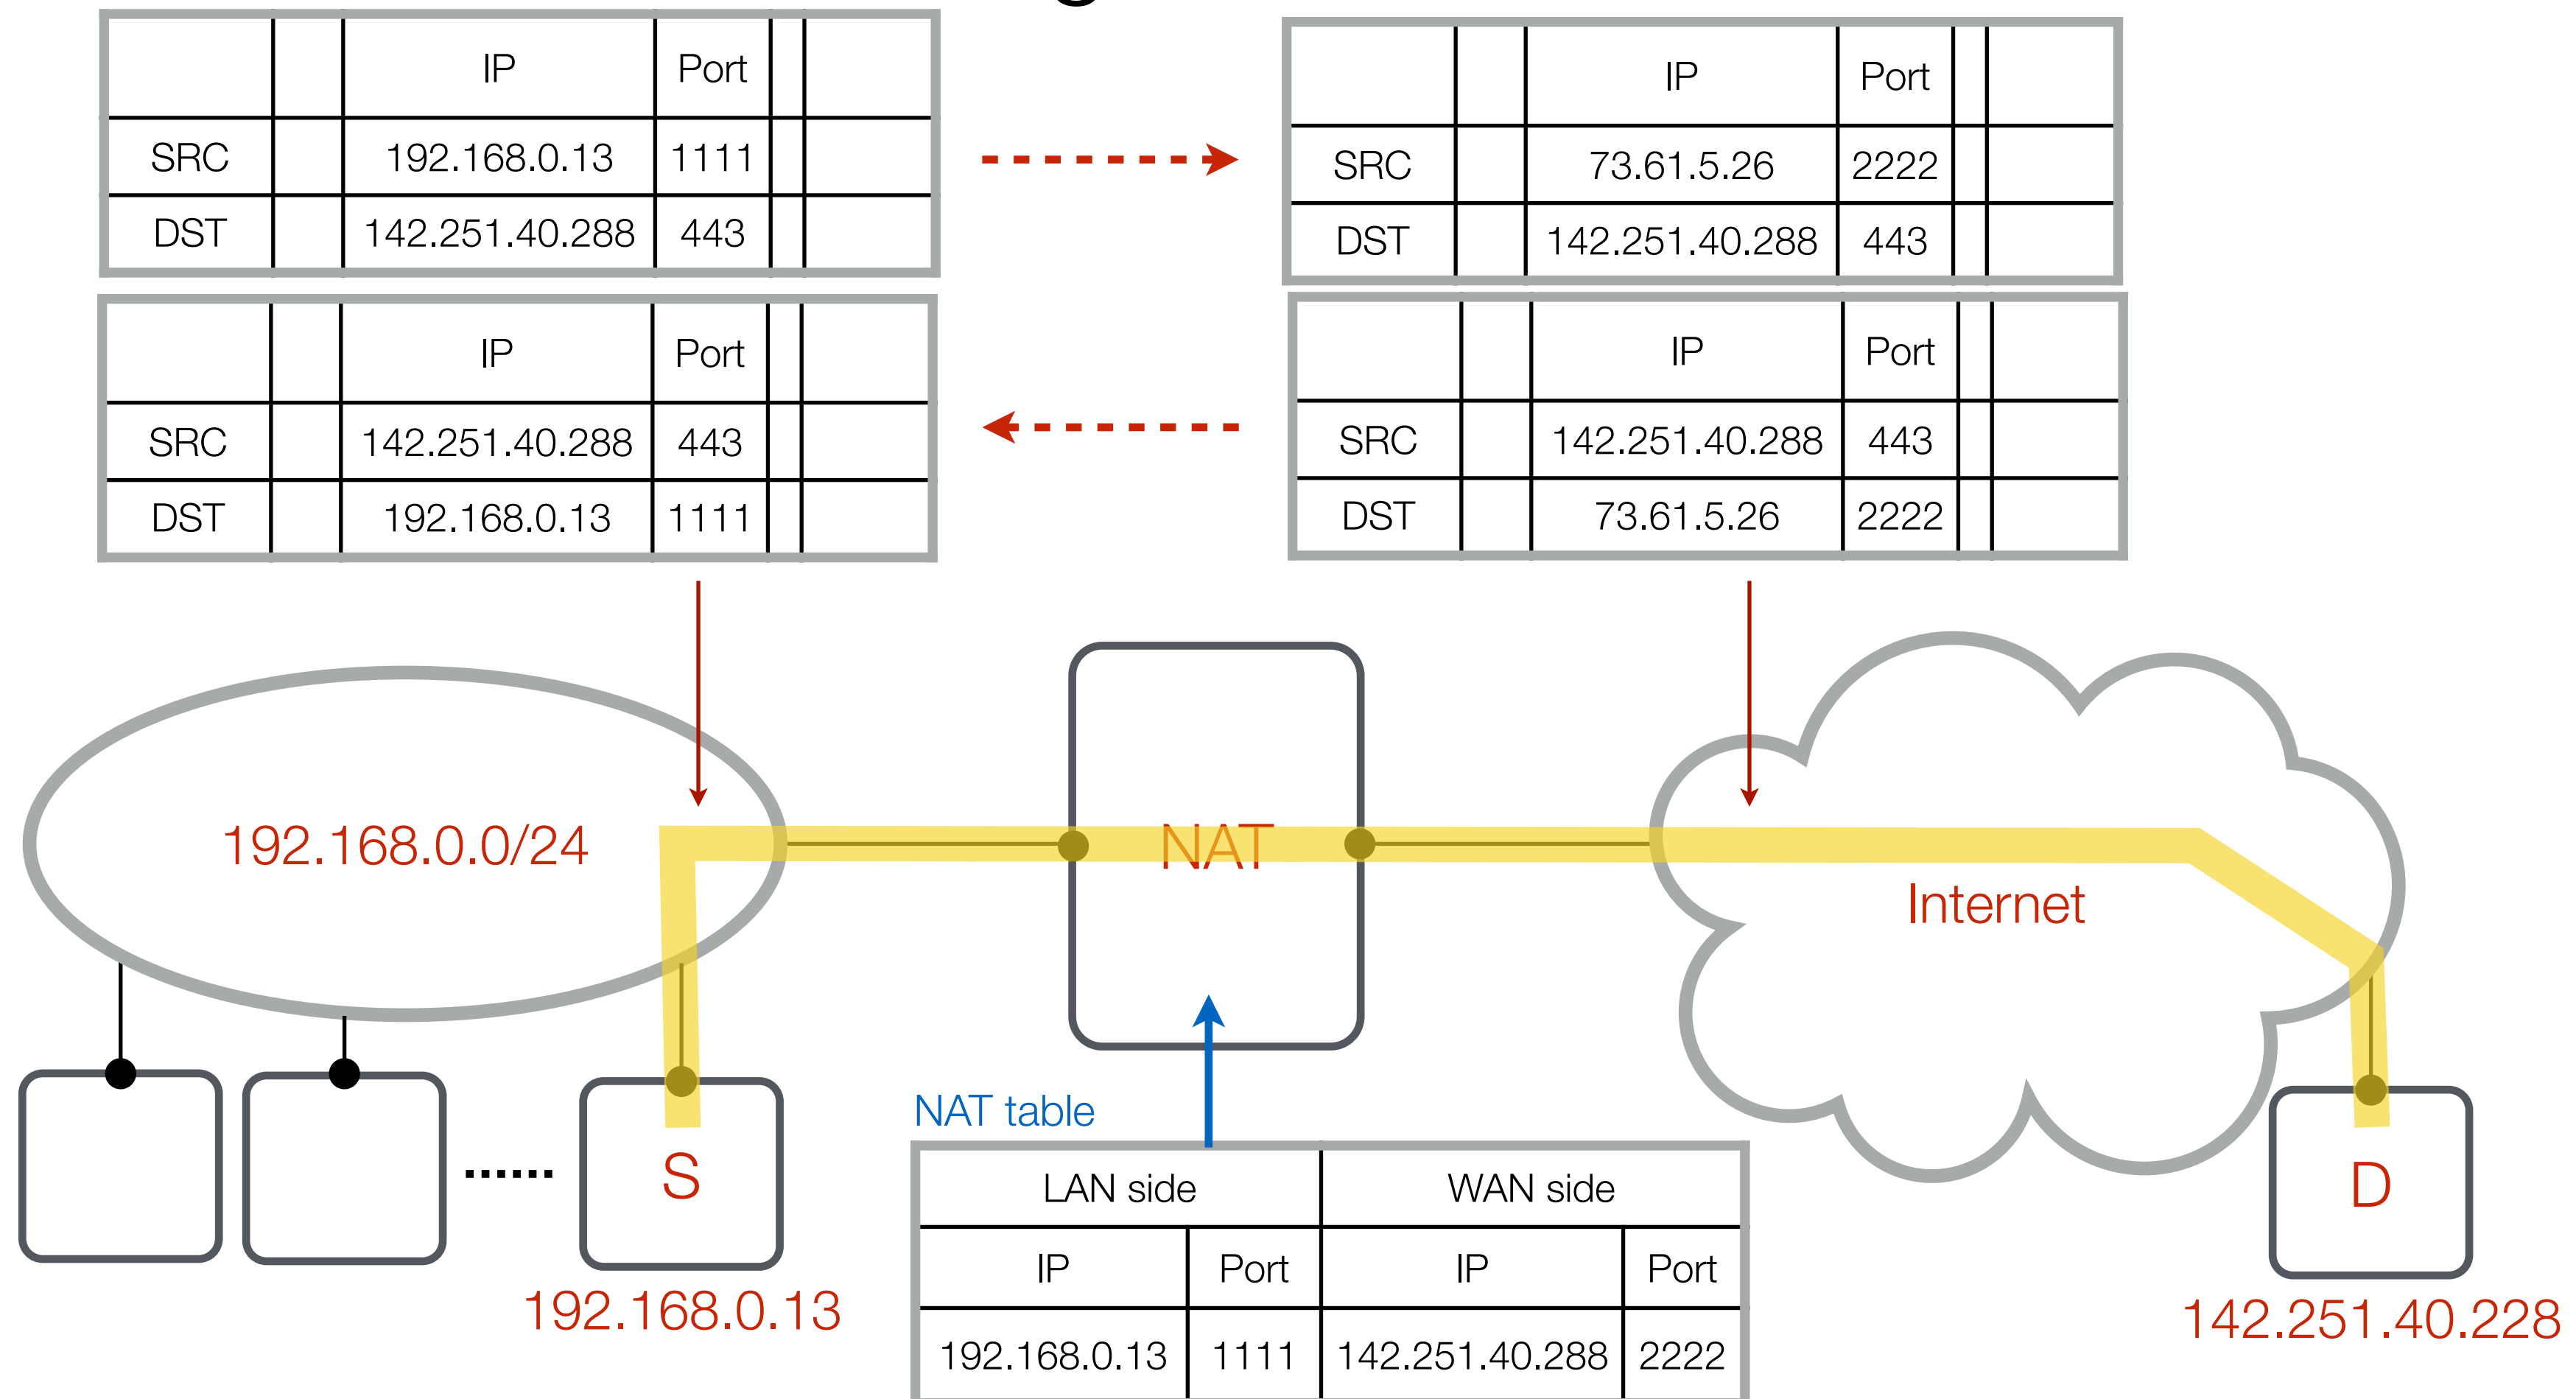 IP Port
SRC 192.168.0.13 1111
DST 142.251.40.288 443
IP Port
SRC 73.61.5.26 2222
DST 142.251.40.288 443
IP Port
SRC 142.251.40.288 443
DST 192.168.0.13 1111
IP Port
SRC 142.251.40.288 443
DST 73.61.5.26 2222
192.168.0.0/24
NAT
Internet
NAT table
S
D
192.168.0.13
142.251.40.228
LAN side WAN side
IP Port IP Port
192.168.0.13 1111 142.251.40.288 2222